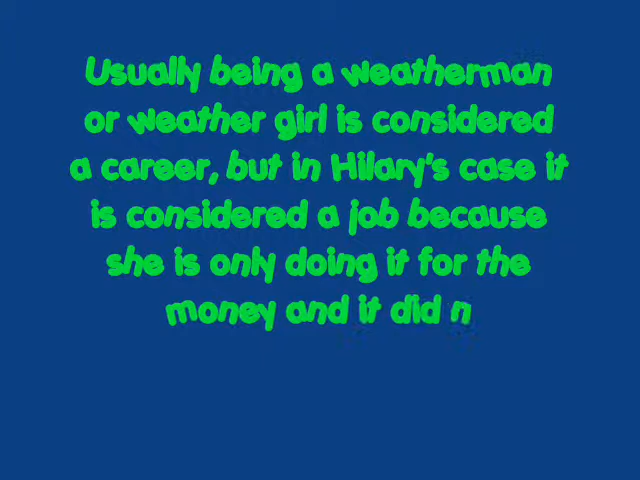 Usually being a weatherman
or weather girl is considered
a career, but in Hilary's case it
is considered a job because
she is only doing it for the
money and it did n